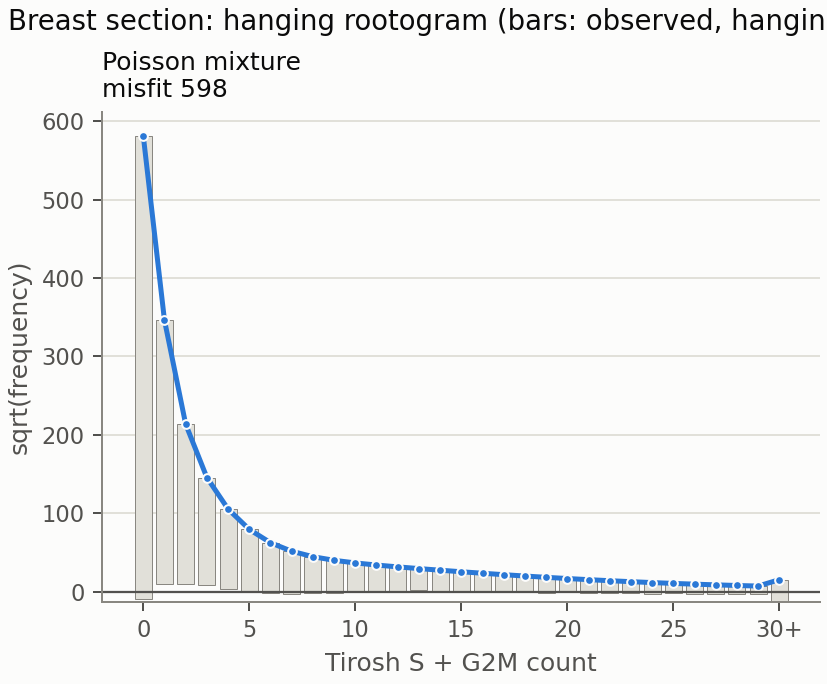 Breast section: hanging rootogram (bars: observed, hangin
Poisson mixture
misfit 598
600
500
400
300
200
100
0
sqrt(frequency)
0 5 10 15 20 25 30+
Tirosh S + G2M count